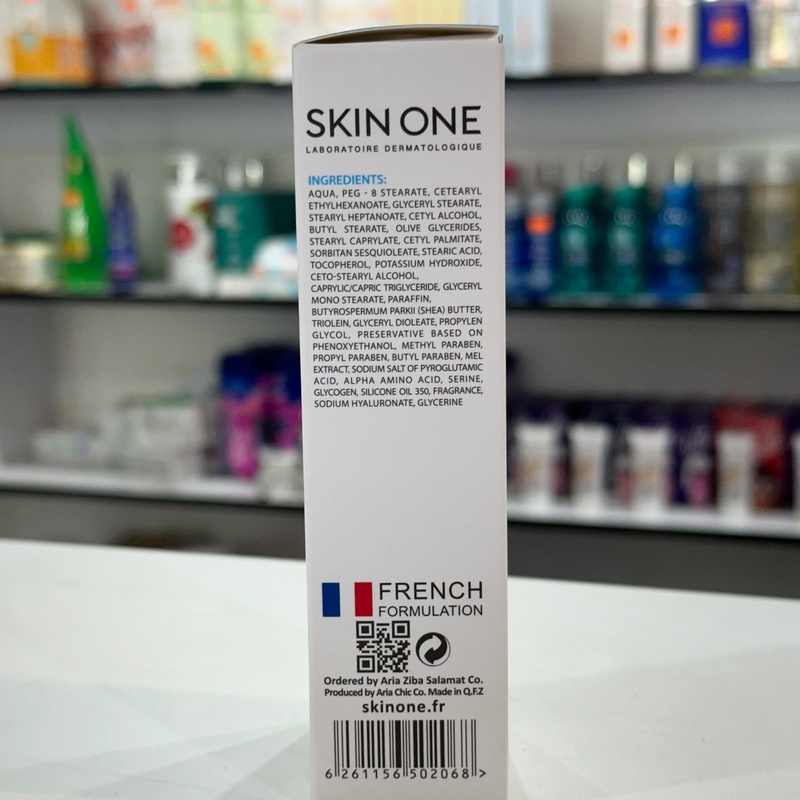 SKIN ONE
LABORATOIRE DERMATOLOGIQUE
INGREDIENTS:
AQUA, PEG - 8 STEARATE, CETEARYL
ETHYLHEXANOATE, GLYCERYL STEARATE,
STEARYL HEPTANOATE, CETYL ALCOHOL,
BUTYL STEARATE, OLIVE GLYCERIDES,
STEARYL CAPRYLATE, CETYL PALMITATE,
SORBITAN SESQUIOLEATE, STEARIC ACID,
TOCOPHEROL, POTASSIUM HYDROXIDE,
CETO-STEARYL ALCOHOL,
CAPRYLIC/CAPRIC TRIGLYCERIDE, GLYCERYL
MONO STEARATE, PARAFFIN,
BUTYROSPERMUM PARKII (SHEA) BUTTER,
TRIOLEIN, GLYCERYL DIOLEATE, PROPYLEN
GLYCOL, PRESERVATIVE BASED ON
PHENOXYETHANOL, METHYL PARABEN,
PROPYL PARABEN, BUTYL PARABEN, MEL
EXTRACT, SODIUM SALT OF PYROGLUTAMIC
ACID, ALPHA AMINO ACID, SERINE,
GLYCOGEN, SILICONE OIL 350, FRAGRANCE,
SODIUM HYALURONATE, GLYCERINE
FRENCH
FORMULATION
Ordered by Aria Ziba Salamat Co.
Produced by Aria Chic Co. Made in Q.F.Z
skinone.fr
6 261156 502068 >